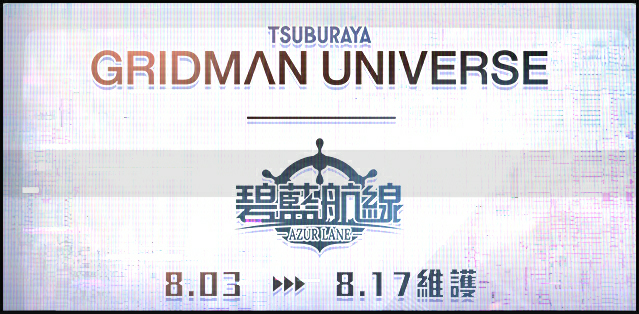 TSUBURAYA
GRIDMAN UNIVERSE
碧藍航線
AZUR LANE
8.03 ▸▸▸ 8.17維護